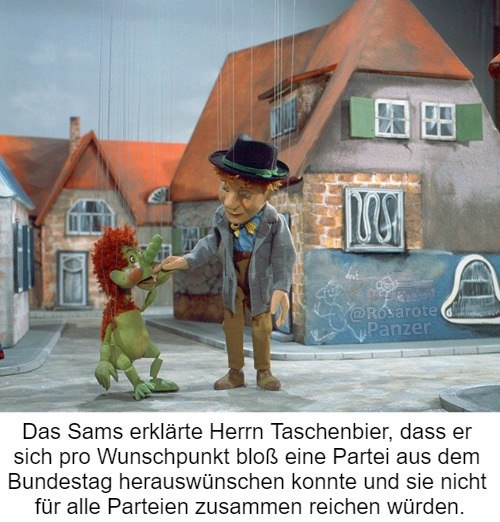 @Rosarote
Panzer
Das Sams erklärte Herrn Taschenbier, dass er
sich pro Wunschpunkt bloß eine Partei aus dem
Bundestag herauswünschen konnte und sie nicht
für alle Parteien zusammen reichen würden.